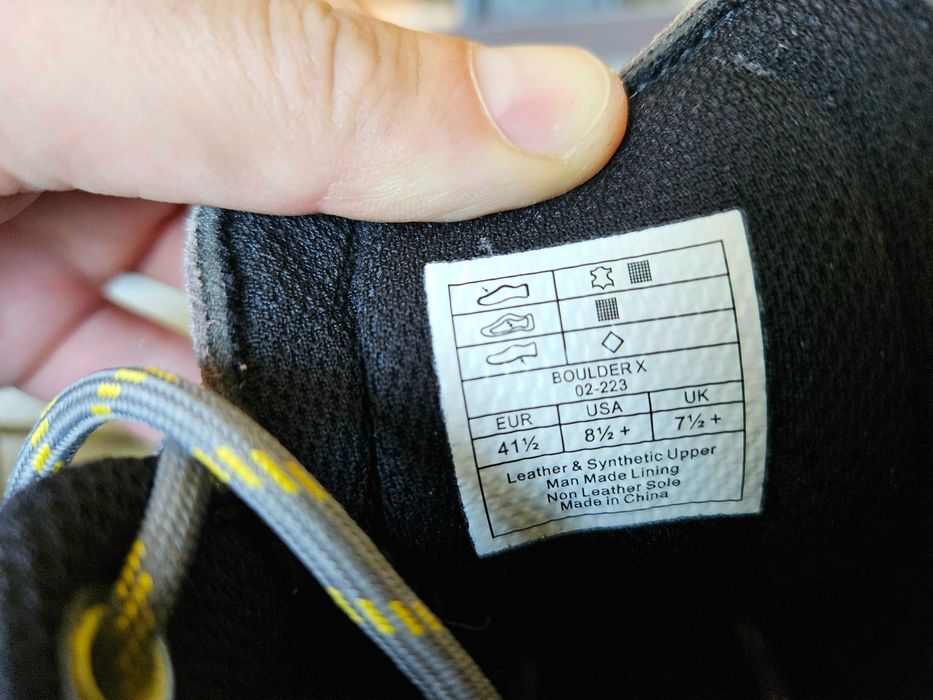 BOULDER X
02-223
EUR USA UK
41½ 8½ + 7½ +
Leather & Synthetic Upper
Man Made Lining
Non Leather Sole
Made in China